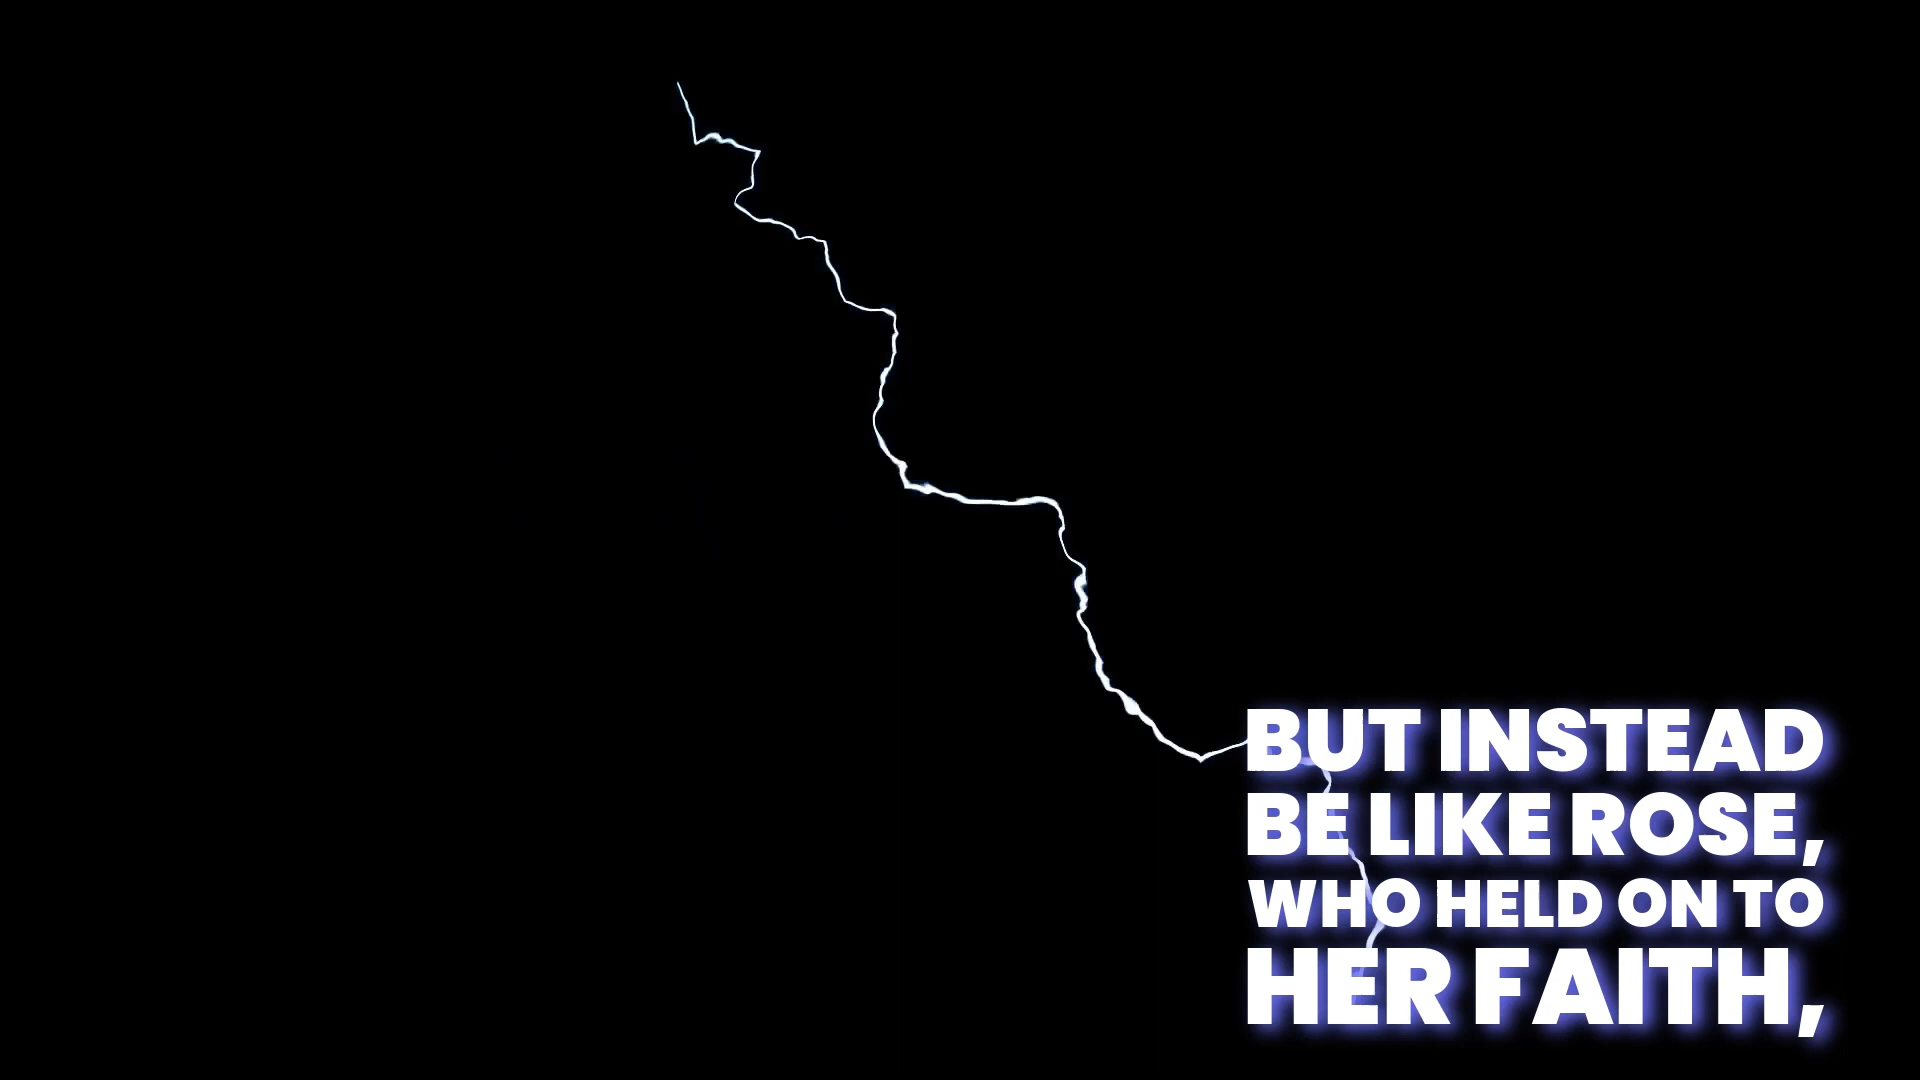 BUT INSTEAD
BE LIKE ROSE,
WHO HELD ON TO
HER FAITH,